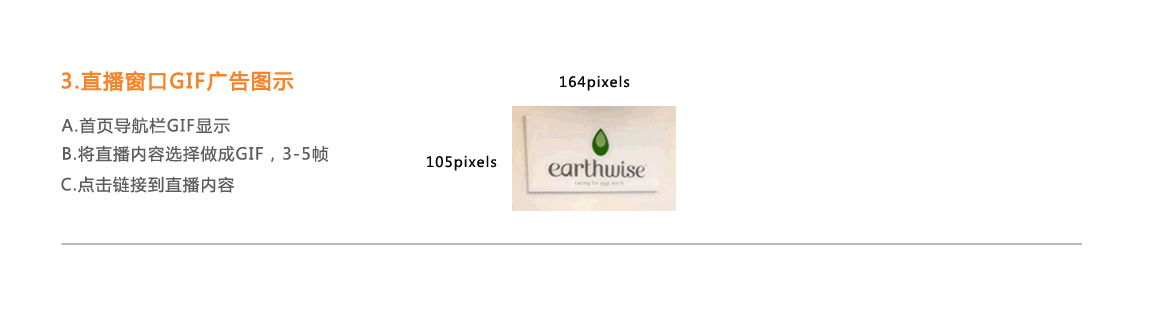 3.直播窗口GIF广告图示
164pixels
A.首页导航栏GIF显示
B.将直播内容选择做成GIF，3-5帧
105pixels
C.点击链接到直播内容
earthwise